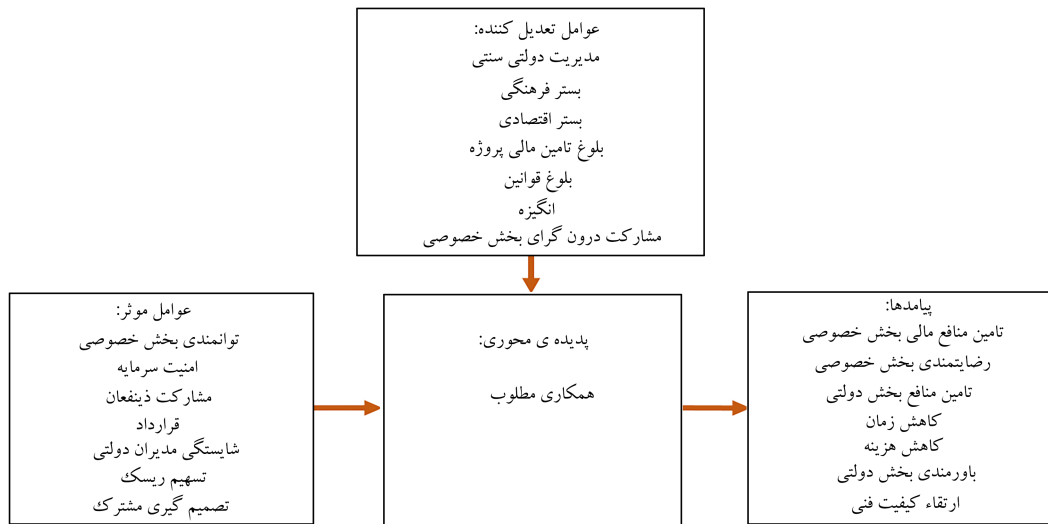 عوامل تعدیل کننده:
مدیریت دولتی سنتی
بستر فرهنگی
بستر اقتصادی
بلوغ تامین مالی پروژه
بلوغ قوانین
انگیزه
مشارکت درون گرای بخش خصوصی
عوامل موثر:
توانمندی بخش خصوصی
امنیت سرمایه
مشارکت ذینفعان
قرارداد
شایستگی مدیران دولتی
تسهیم ریسک
تصمیم گیری مشترک
پدیده ی محوری:
همکاری مطلوب
پیامدها:
تامین منافع مالی بخش خصوصی
رضایتمندی بخش خصوصی
تامین منافع بخش دولتی
کاهش زمان
کاهش هزینه
باورمندی بخش دولتی
ارتقاء کیفیت فنی